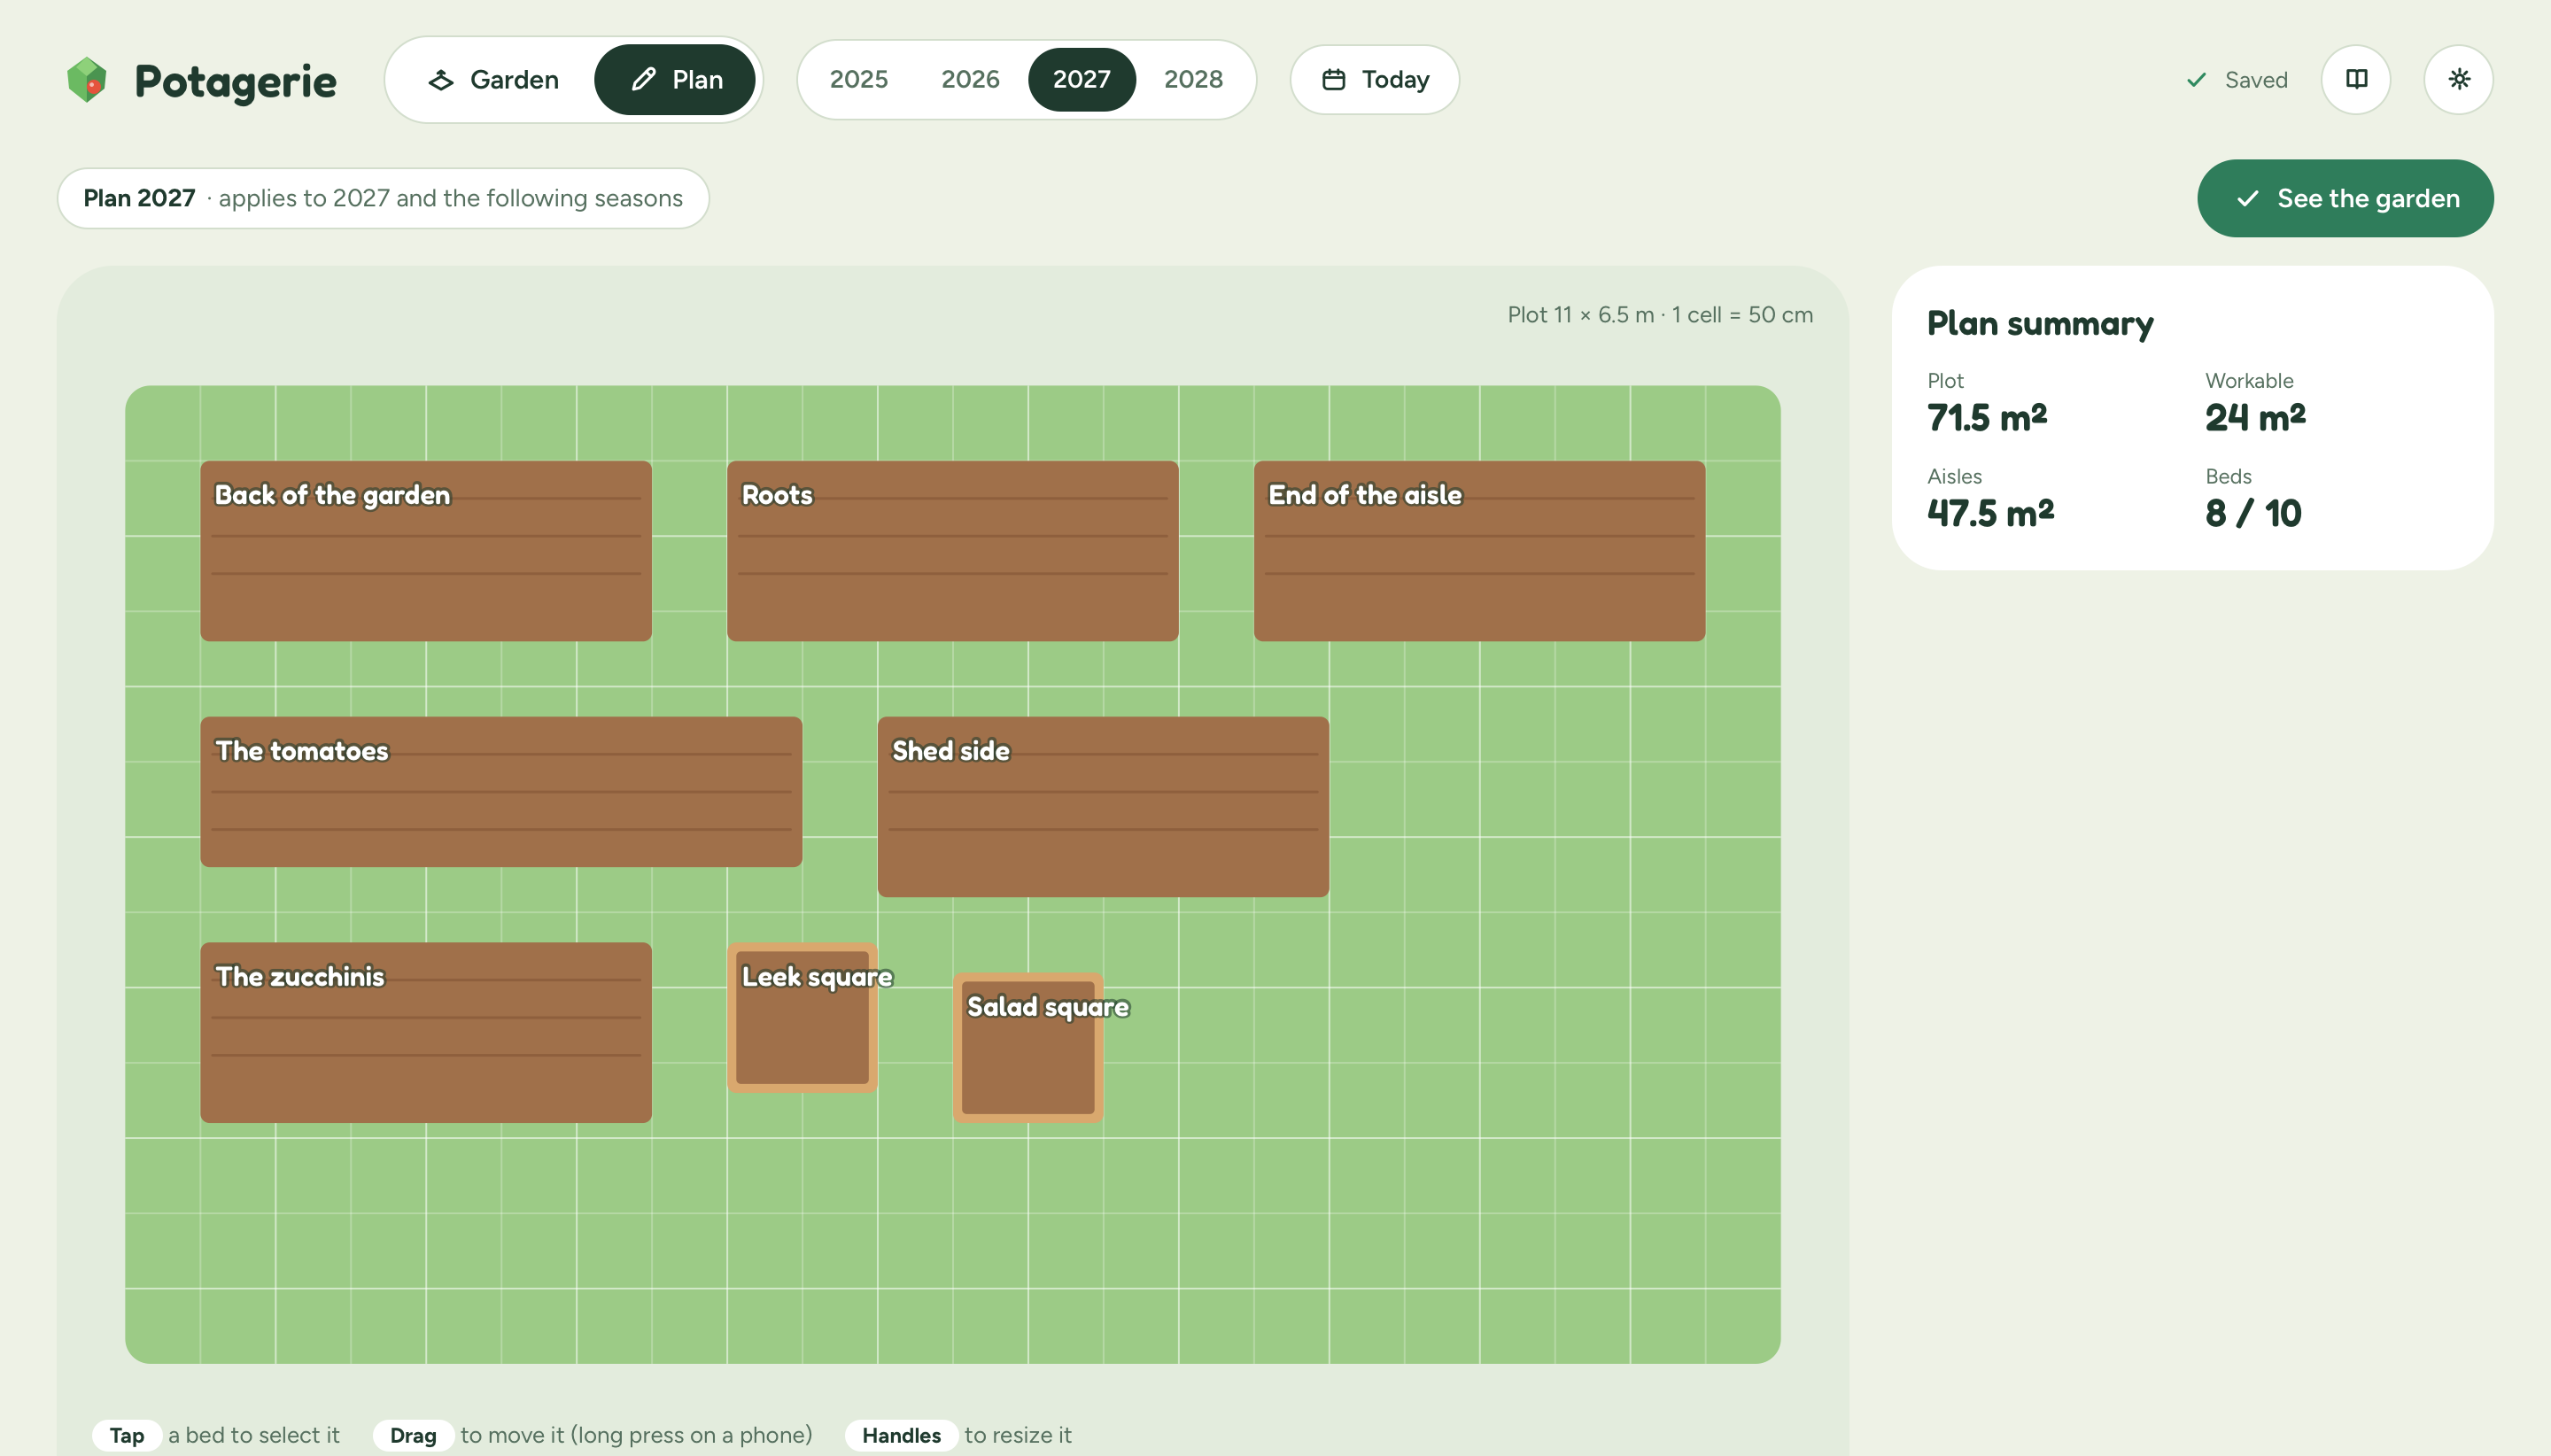 Potagerie
Garden
Plan
2025
2026
2027
2028
Today
Saved
Plan 2027 · applies to 2027 and the following seasons
See the garden
Plot 11 × 6.5 m · 1 cell = 50 cm
Back of the garden
Roots
End of the aisle
The tomatoes
Shed side
The zucchinis
Leek square
Salad square
Tap a bed to select it
Drag to move it (long press on a phone)
Handles to resize it
Plan summary
Plot
71.5 m²
Workable
24 m²
Aisles
47.5 m²
Beds
8 / 10